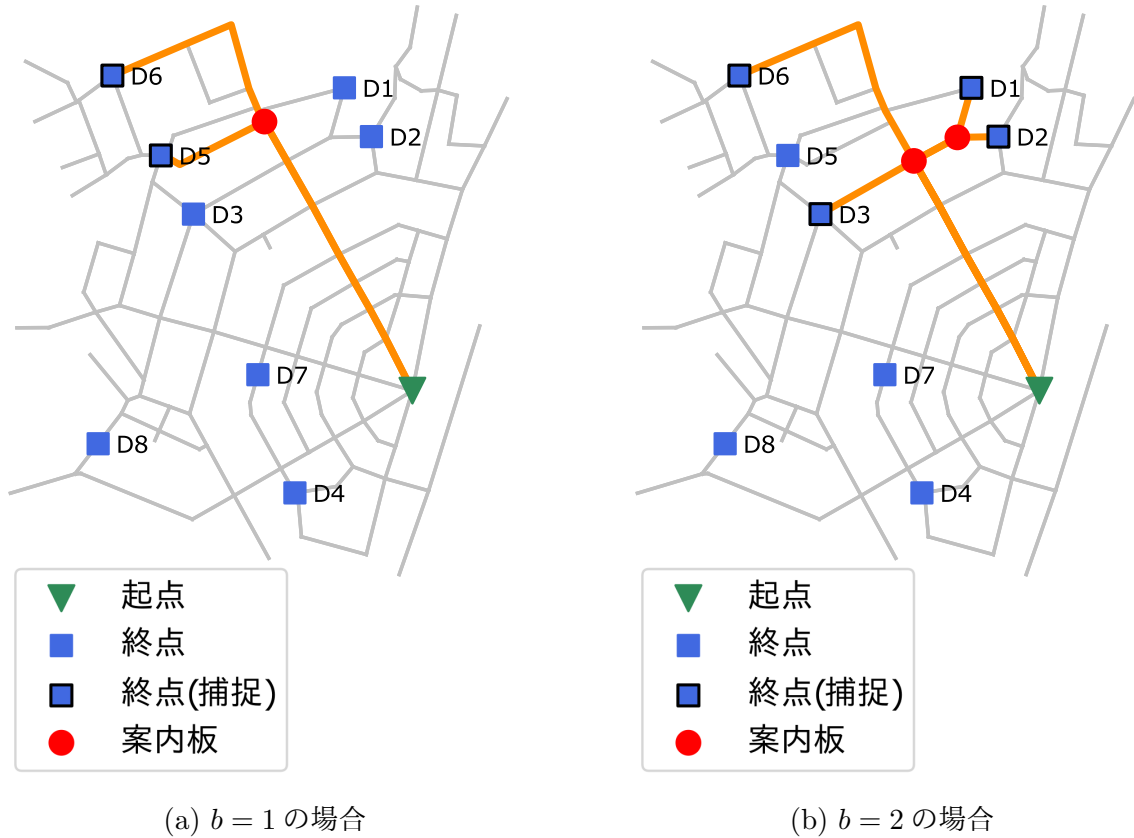 D6
D1
D2
D5
D3
D7
D8
D4
起点
終点
終点(捕捉)
案内板
(a) b = 1 の場合
D6
D1
D2
D5
D3
D7
D8
D4
起点
終点
終点(捕捉)
案内板
(b) b = 2 の場合